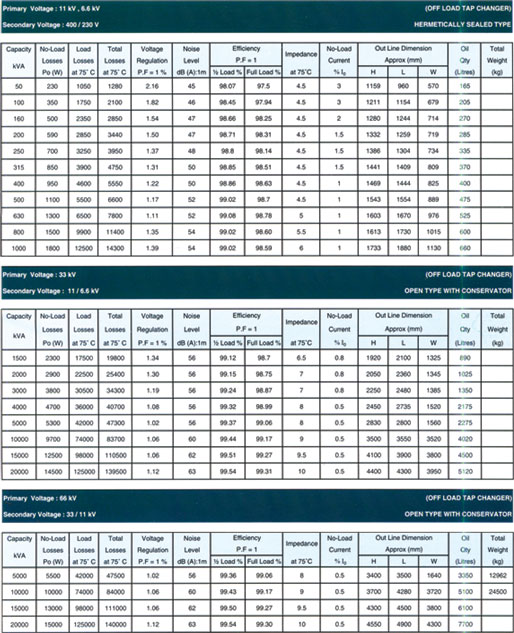 Primary Voltage : 11 kV , 6.6 kV (OFF LOAD TAP CHANGER)
Secondary Voltage : 400 / 230 V HERMETICALLY SEALED TYPE
Capacity No-Load Load Total Voltage Noise Efficiency Impedance No-Load Out Line Dimension Oil Total
kVA Losses Losses Losses Regulation Level P.F = 1 at 75°C Current Approx (mm) Qty Weight
Po (W) at 75° C at 75° C P.F = 1 % dB (A):1m ½ Load % Full Load % % I₀ H L W (Litres) (kg)
50 230 1050 1280 2.16 45 98.07 97.5 4.5 3 1159 960 570 165
100 350 1750 2100 1.82 46 98.45 97.94 4.5 3 1211 1154 679 205
160 500 2350 2850 1.54 47 98.66 98.25 4.5 2 1280 1244 714 270
200 590 2850 3440 1.50 47 98.71 98.31 4.5 1.5 1332 1259 719 285
250 700 3250 3950 1.37 48 98.8 98.14 4.5 1.5 1386 1304 734 335
315 850 3900 4750 1.31 50 98.85 98.51 4.5 1.5 1441 1409 809 370
400 950 4600 5550 1.22 50 98.86 98.63 4.5 1 1469 1444 825 400
500 1100 5500 6600 1.17 52 99.02 98.7 4.5 1 1543 1554 889 475
630 1300 6500 7800 1.11 52 99.08 98.78 5 1 1603 1670 976 525
800 1500 9900 11400 1.35 54 99.02 98.60 5.5 1 1613 1730 1015 600
1000 1800 12500 14300 1.39 54 99.02 98.59 6 1 1733 1880 1130 660
Primary Voltage : 33 kV (OFF LOAD TAP CHANGER)
Secondary Voltage : 11 / 6.6 kV OPEN TYPE WITH CONSERVATOR
Capacity No-Load Load Total Voltage Noise Efficiency Impedance No-Load Out Line Dimension Oil Total
kVA Losses Losses Losses Regulation Level P.F = 1 at 75°C Current Approx (mm) Qty Weight
Po (W) at 75° C at 75° C P.F = 1 % dB (A):1m ½ Load % Full Load % % I₀ H L W (Litres) (kg)
1500 2300 17500 19800 1.34 56 99.12 98.7 6.5 0.8 1920 2100 1325 890
2000 2900 22500 25400 1.30 56 99.15 98.75 7 0.8 2050 2360 1345 1025
3000 3800 30500 34300 1.19 56 99.24 98.87 7 0.8 2250 2480 1385 1350
4000 4700 36000 40700 1.08 56 99.32 98.99 8 0.5 2450 2735 1520 2175
5000 5300 42000 47300 1.02 56 99.37 99.06 8 0.5 2830 2800 1560 2275
10000 9700 74000 83700 1.06 60 99.44 99.17 9 0.5 3500 3550 3520 4020
15000 12500 98000 110500 1.06 62 99.51 99.27 9.5 0.5 4100 3900 3800 4500
20000 14500 125000 139500 1.12 63 99.54 99.31 10 0.5 4400 4300 3950 5120
Primary Voltage : 66 kV (OFF LOAD TAP CHANGER)
Secondary Voltage : 33 / 11 kV OPEN TYPE WITH CONSERVATOR
Capacity No-Load Load Total Voltage Noise Efficiency Impedance No-Load Out Line Dimension Oil Total
kVA Losses Losses Losses Regulation Level P.F = 1 at 75°C Current Approx (mm) Qty Weight
Po (W) at 75° C at 75° C P.F = 1 % dB (A):1m ½ Load % Full Load % % I₀ H L W (Litres) (kg)
5000 5500 42000 47500 1.02 56 99.36 99.06 8 0.5 3400 3500 1640 3350 12962
10000 10000 74000 84000 1.06 60 99.43 99.17 9 0.5 3700 4280 3720 5100 24500
15000 13000 98000 111000 1.06 62 99.50 99.27 9.5 0.5 4300 4500 3800 6100
20000 15000 125000 140000 1.12 63 99.54 99.30 10 0.5 4550 4900 4300 7700